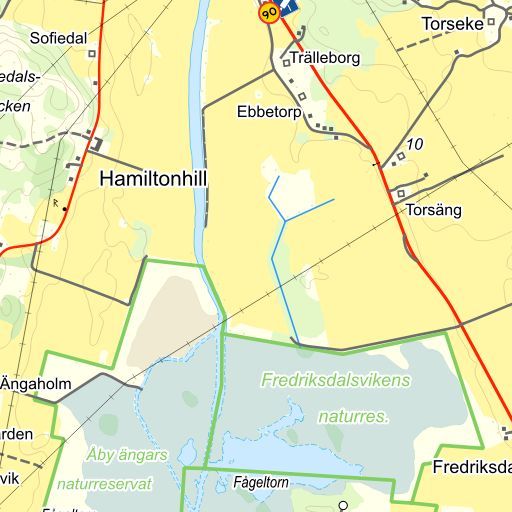 90
Torseke
Sofiedal
Trälleborg
edals-
cken
Ebbetorp
10
Hamiltonhill
Torsäng
Ängaholm
Fredriksdalsvikens
naturres.
rden
Åby ängars
naturreservat
vik
Fredriksda
Fågeltorn
Fågeltorn